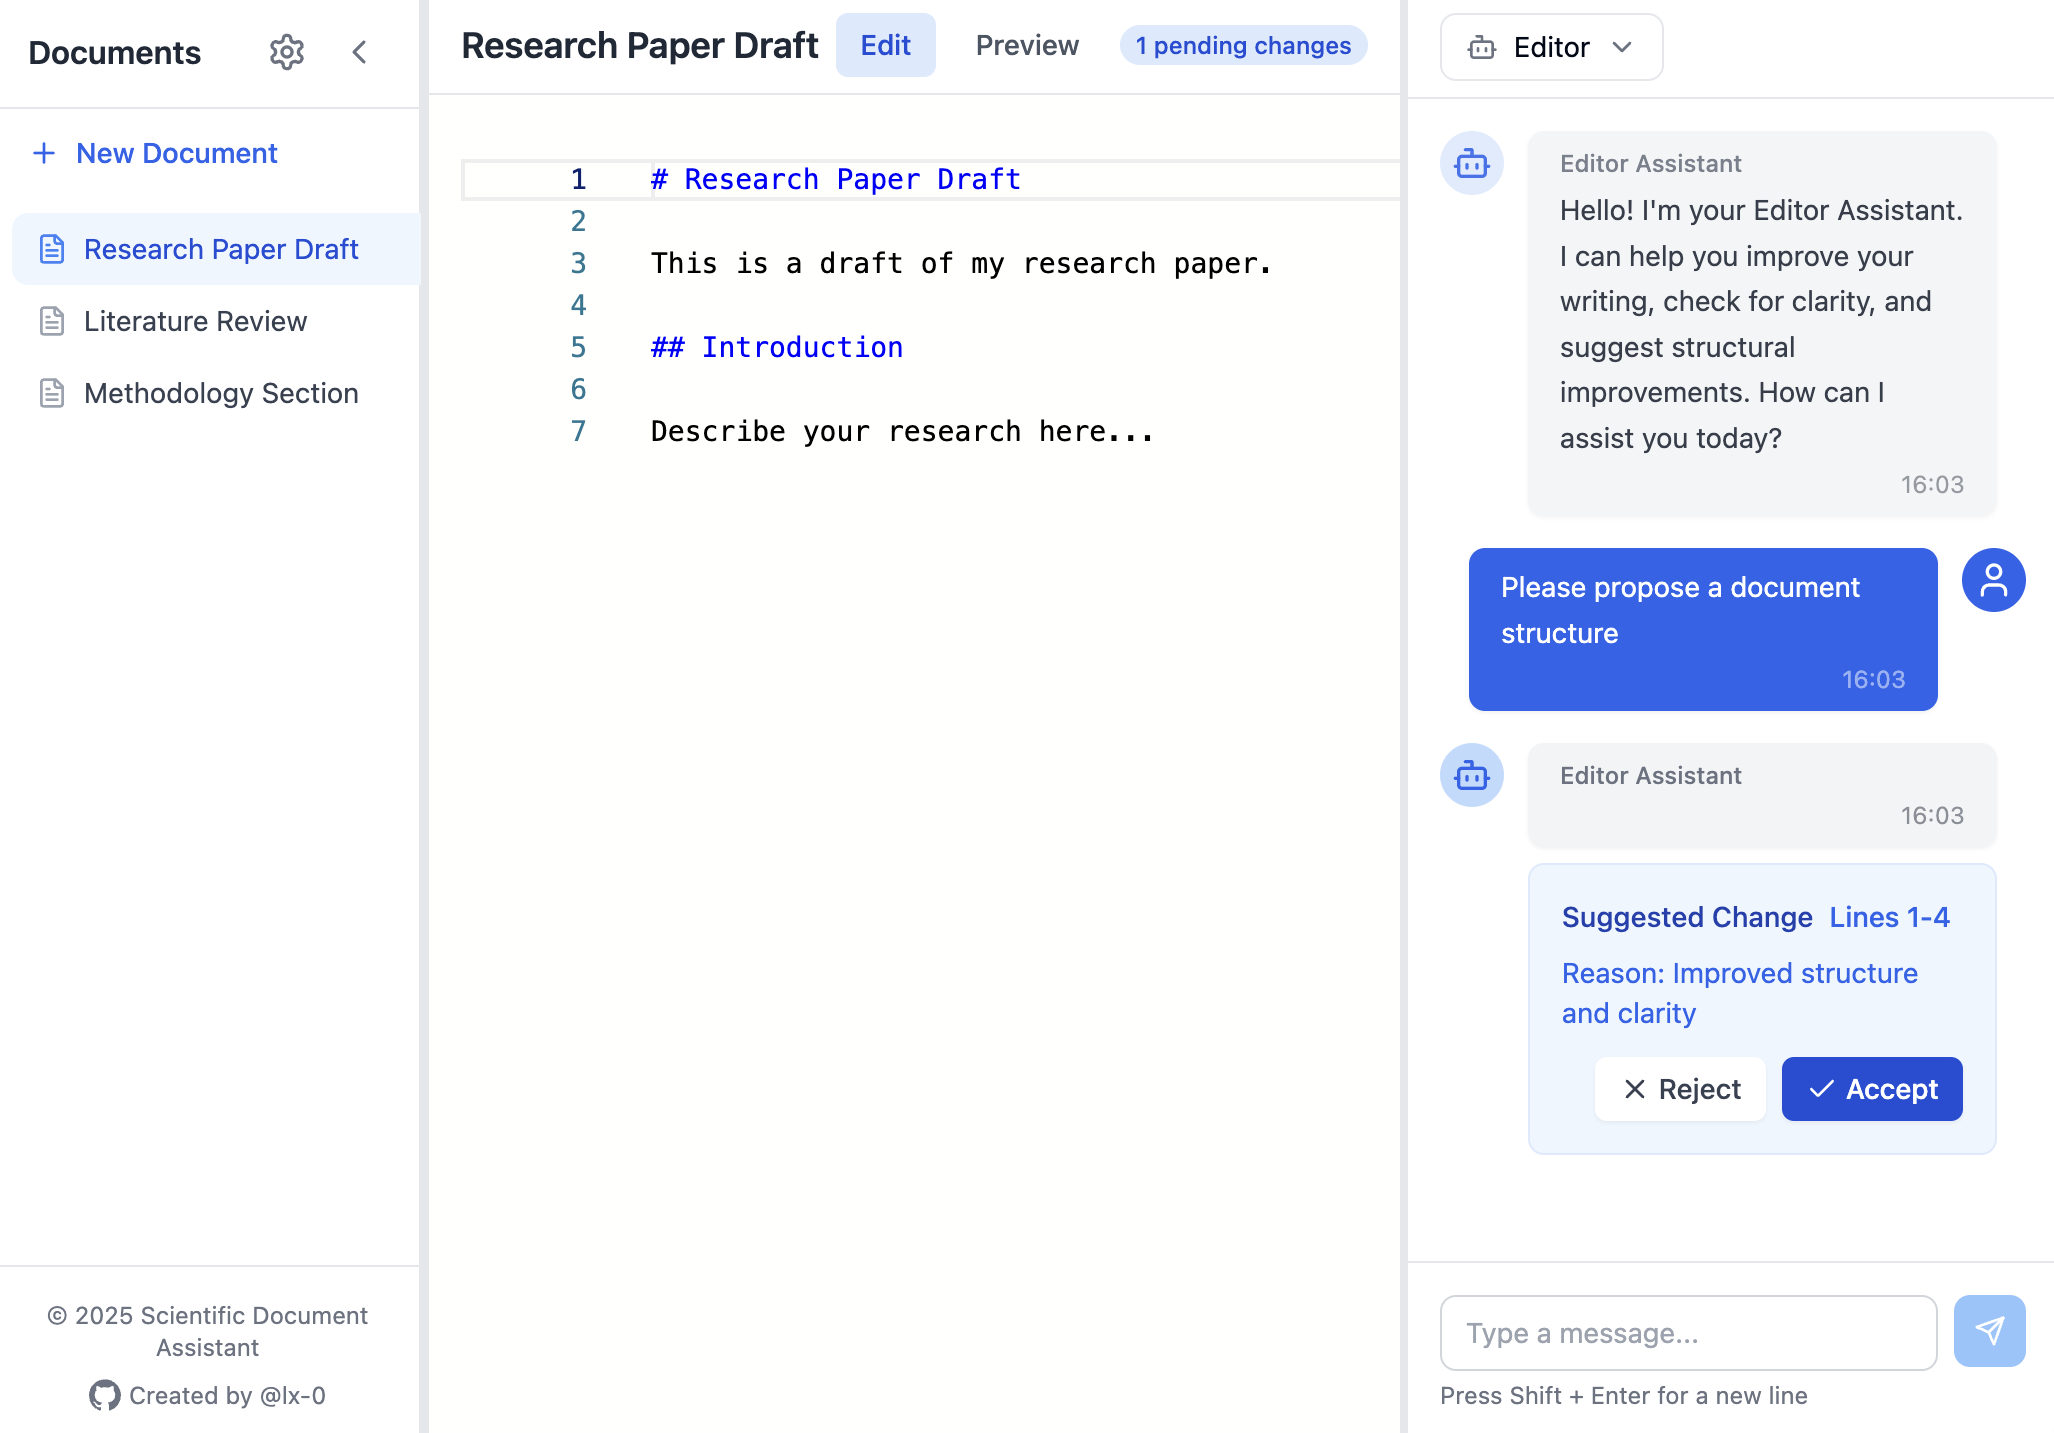 Documents
New Document
Research Paper Draft
Literature Review
Methodology Section
© 2025 Scientific Document
Assistant
Created by @lx-0
Research Paper Draft
Edit
Preview
1 pending changes
1 # Research Paper Draft
2
3 This is a draft of my research paper.
4
5 ## Introduction
6
7 Describe your research here...
Editor
Editor Assistant
Hello! I'm your Editor Assistant.
I can help you improve your
writing, check for clarity, and
suggest structural
improvements. How can I
assist you today?
16:03
Please propose a document
structure
16:03
Editor Assistant
16:03
Suggested Change Lines 1-4
Reason: Improved structure
and clarity
Reject
Accept
Type a message...
Press Shift + Enter for a new line